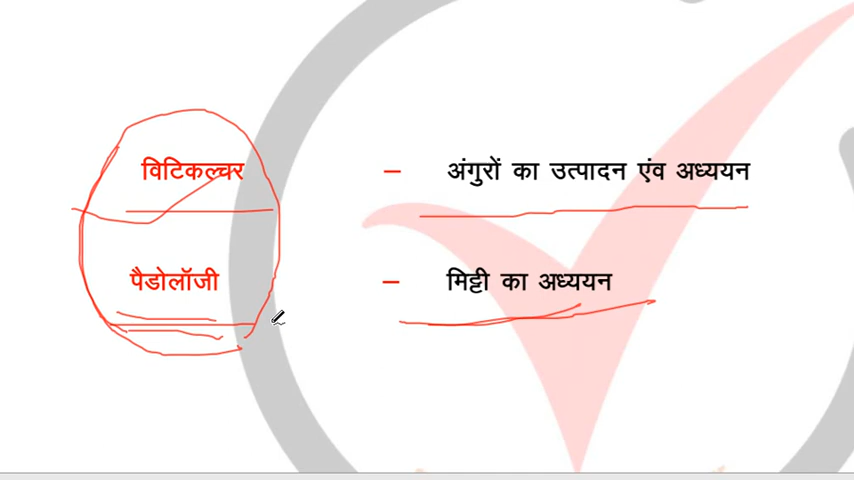 विटिकल्चर – अंगुरों का उत्पादन एंव अध्ययन
पैडोलॉजी – मिट्टी का अध्ययन